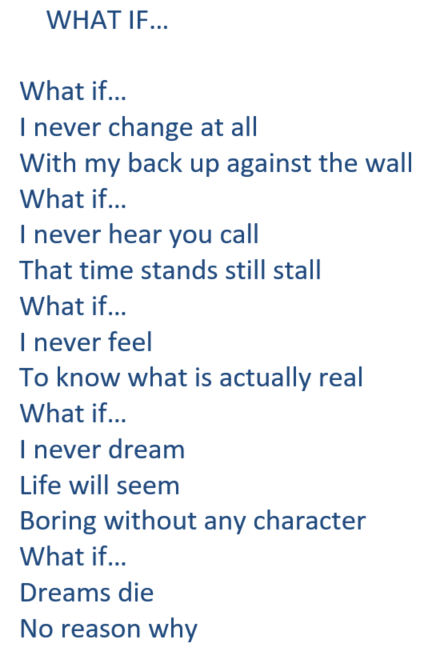 WHAT IF...
What if...
I never change at all
With my back up against the wall
What if...
I never hear you call
That time stands still stall
What if...
I never feel
To know what is actually real
What if...
I never dream
Life will seem
Boring without any character
What if...
Dreams die
No reason why